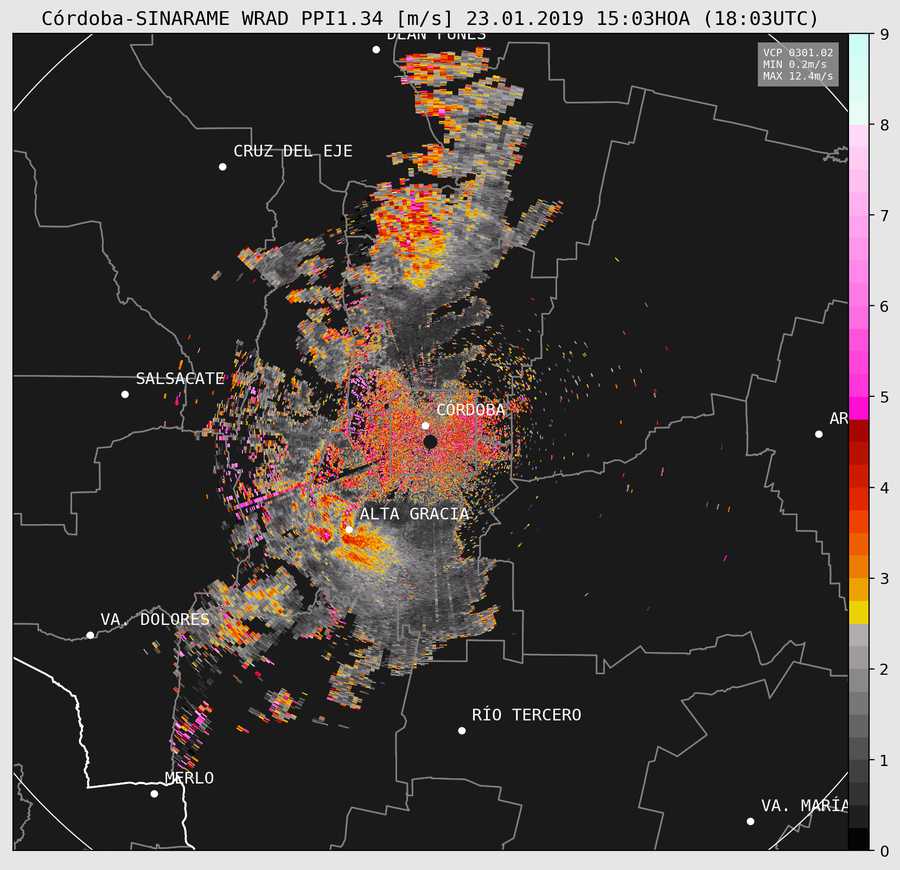 Córdoba-SINARAME WRAD PPI1.34 [m/s] 23.01.2019 15:03HOA (18:03UTC)
DEAN FUNES
VCP 0301.02
MIN 0.2m/s
MAX 12.4m/s
9
8
CRUZ DEL EJE
7
6
SALSACATE
5
CORDOBA
AR
4
ALTA GRACIA
3
VA. DOLORES
2
RÍO TERCERO
1
MERLO
VA. MARÍA
0